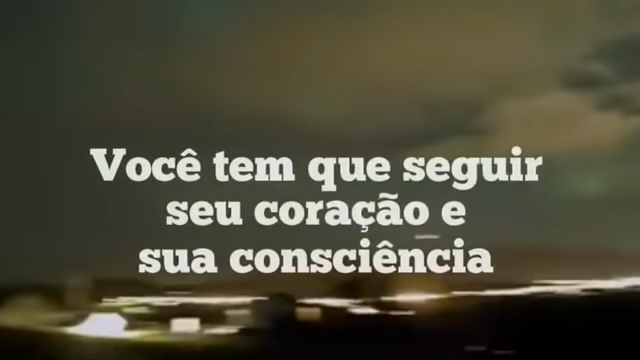 Você tem que seguir
seu coração e
sua consciência